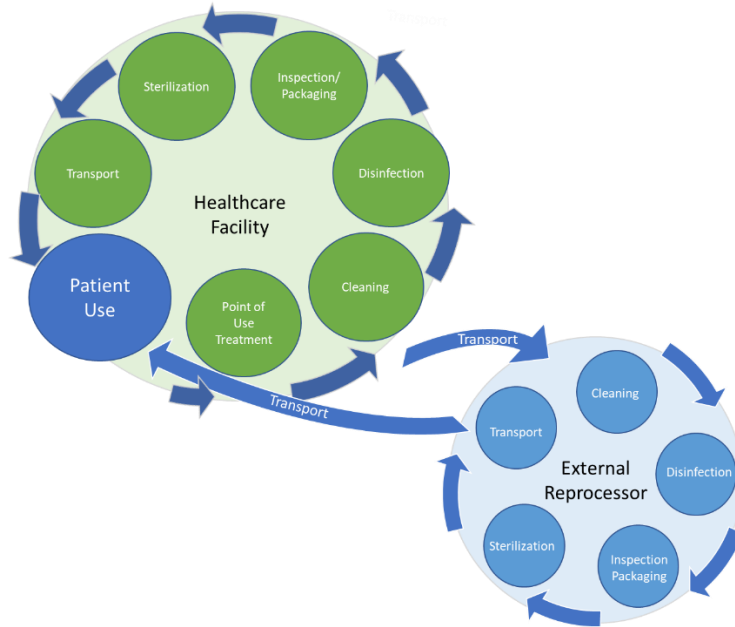 Transport
Sterilization
Inspection/
Packaging
Transport
Disinfection
Healthcare
Facility
Patient
Use
Point of
Use
Treatment
Cleaning
Transport
Transport
Cleaning
Transport
Disinfection
External
Reprocessor
Sterilization
Inspection
Packaging